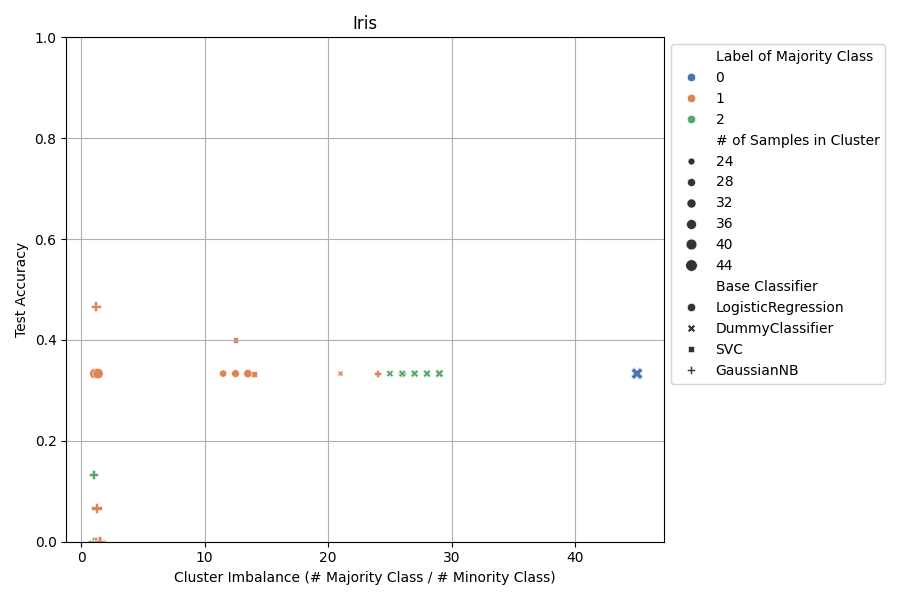 Iris
1.0
0.8
0.6
0.4
0.2
0.0
Test Accuracy
0 10 20 30 40
Cluster Imbalance (# Majority Class / # Minority Class)
Label of Majority Class
0
1
2
# of Samples in Cluster
24
28
32
36
40
44
Base Classifier
LogisticRegression
DummyClassifier
SVC
GaussianNB